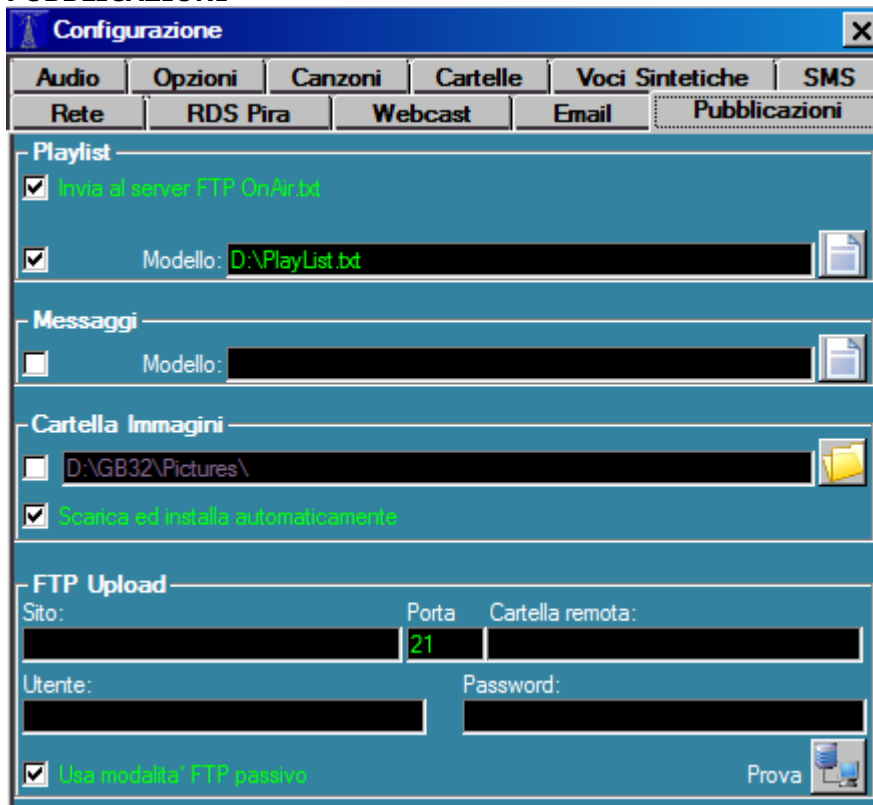 PUBBLICAZIONI
Configurazione
Audio Opzioni Canzoni Cartelle Voci Sintetiche SMS
Rete RDS Pira Webcast Email Pubblicazioni
Playlist
Invia al server FTP OnAir.txt
Modello: D:\PlayList.txt
Messaggi
Modello:
Cartella Immagini
D:\GB32\Pictures\
Scarica ed installa automaticamente
FTP Upload
Sito: Porta Cartella remota:
21
Utente: Password:
Usa modalita' FTP passivo Prova